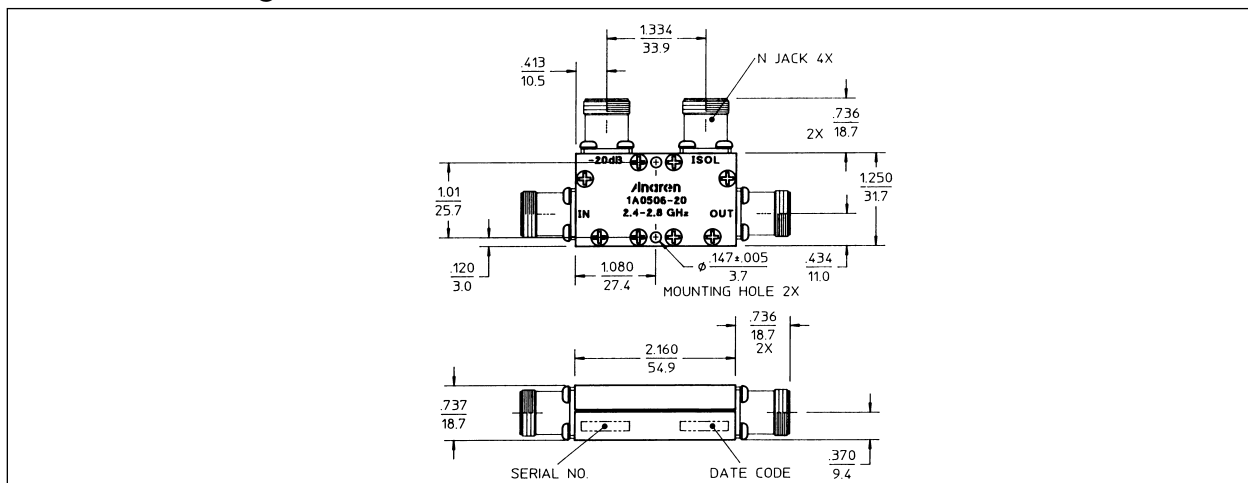 1.334
33.9
.413
10.5
N JACK 4X
2X .736
18.7
-20dB ISOL
Anaren
1A0506-20
2.4-2.8 GHz
IN OUT
1.01
25.7
1.250
31.7
.120
3.0
1.080
27.4
ϕ .147±.005
3.7
MOUNTING HOLE 2X
.434
11.0
.736
18.7
2X
2.160
54.9
.737
18.7
SERIAL NO.
DATE CODE
.370
9.4